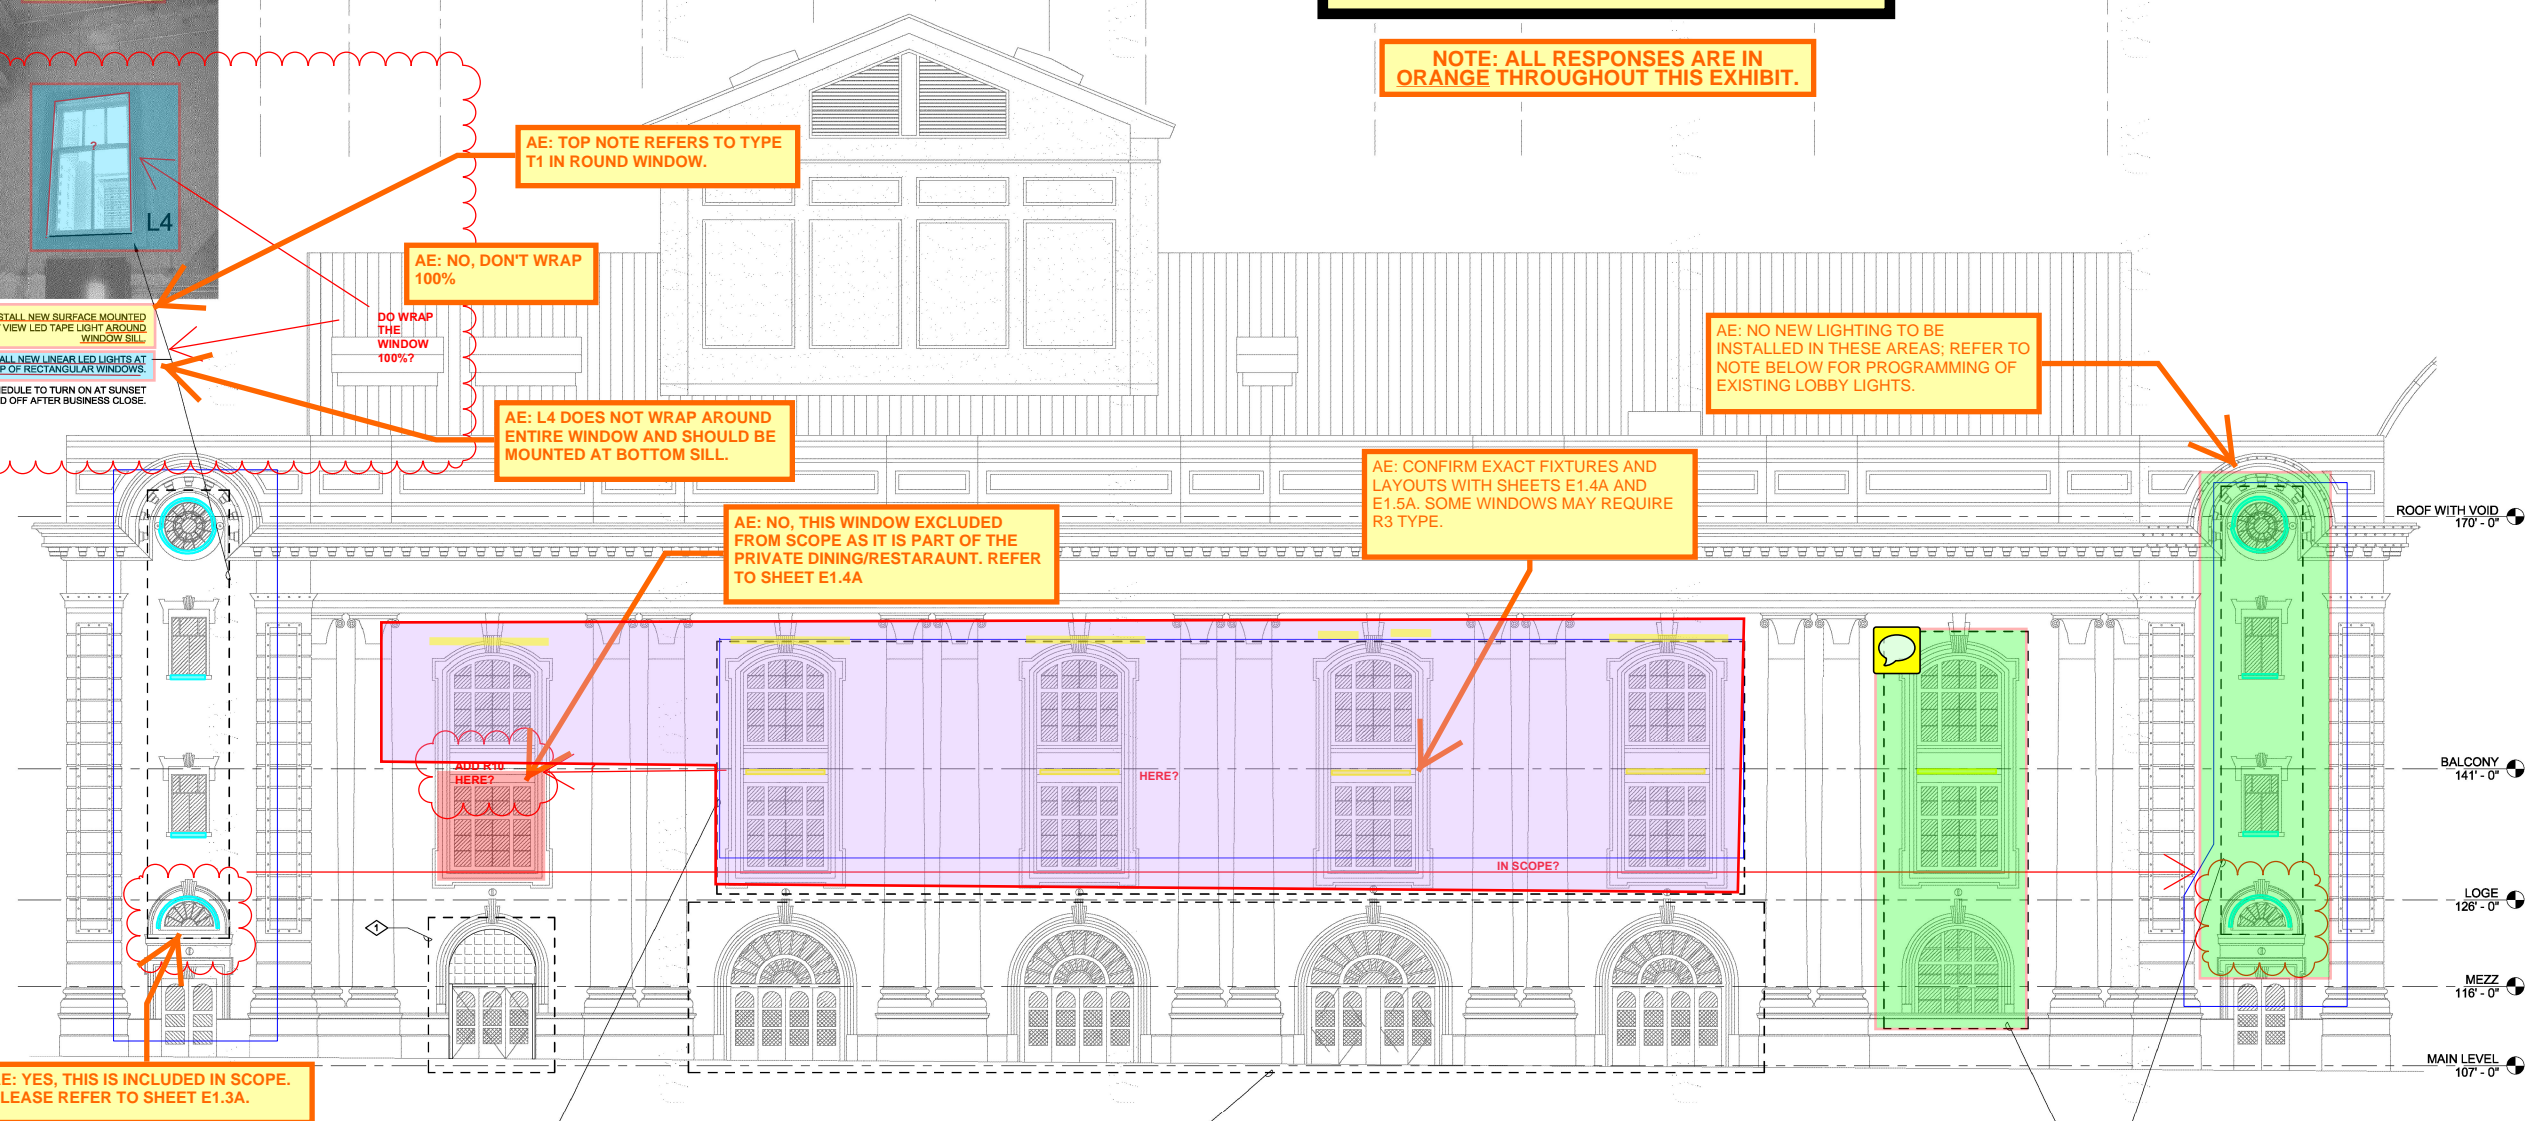 NOTE: ALL RESPONSES ARE IN
ORANGE THROUGHOUT THIS EXHIBIT.
AE: TOP NOTE REFERS TO TYPE
T1 IN ROUND WINDOW.
?
L4
AE: NO, DON'T WRAP
100%
DO WRAP
THE
WINDOW
100%?
STALL NEW SURFACE MOUNTED
VIEW LED TAPE LIGHT AROUND
WINDOW SILL.
ALL NEW LINEAR LED LIGHTS AT
P OF RECTANGULAR WINDOWS.
EDULE TO TURN ON AT SUNSET
D OFF AFTER BUSINESS CLOSE.
AE: NO NEW LIGHTING TO BE
INSTALLED IN THESE AREAS; REFER TO
NOTE BELOW FOR PROGRAMMING OF
EXISTING LOBBY LIGHTS.
AE: L4 DOES NOT WRAP AROUND
ENTIRE WINDOW AND SHOULD BE
MOUNTED AT BOTTOM SILL.
AE: CONFIRM EXACT FIXTURES AND
LAYOUTS WITH SHEETS E1.4A AND
E1.5A. SOME WINDOWS MAY REQUIRE
R3 TYPE.
AE: NO, THIS WINDOW EXCLUDED
FROM SCOPE AS IT IS PART OF THE
PRIVATE DINING/RESTARAUNT. REFER
TO SHEET E1.4A
ROOF WITH VOID
170' - 0"
ADD R10
HERE?
HERE?
BALCONY
141' - 0"
IN SCOPE?
LOGE
126' - 0"
1
MEZZ
116' - 0"
MAIN LEVEL
107' - 0"
E: YES, THIS IS INCLUDED IN SCOPE.
LEASE REFER TO SHEET E1.3A.